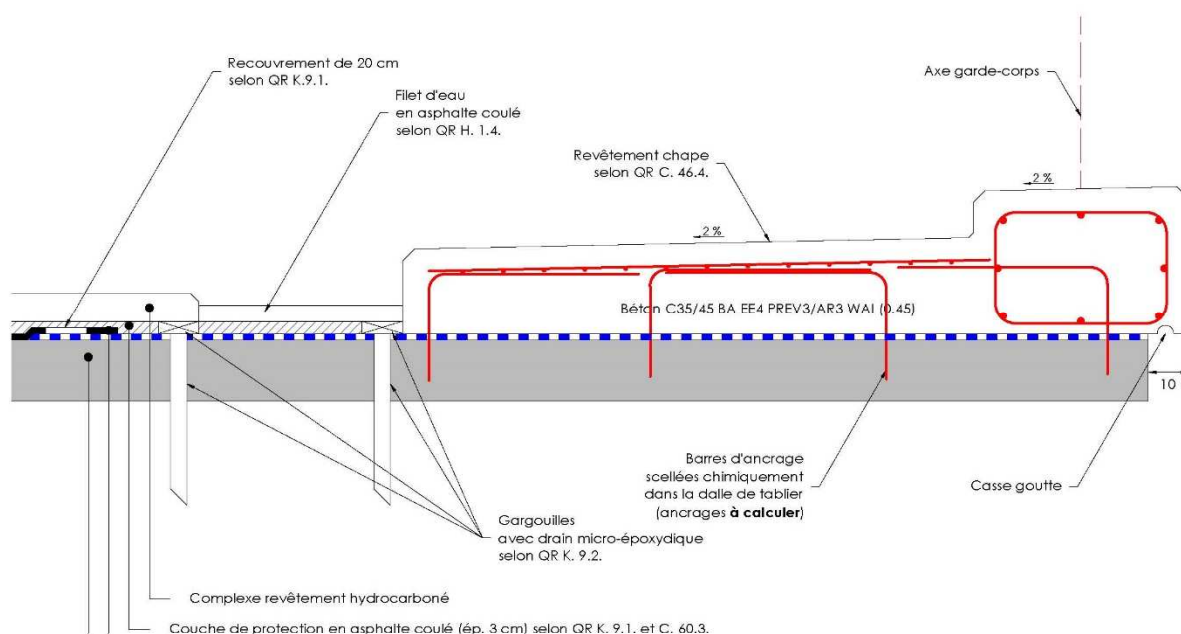 Recouvrement de 20 cm
selon QR K.9.1.
Filet d'eau
en asphalte coulé
selon QR H. 1.4.
Axe garde-corps
Revêtement chape
selon QR C. 46.4.
2 %
2 %
Béton C35/45 BA EE4 PREV3/AR3 WAI (0.45)
10
Barres d'ancrage
scellées chimiquement
dans la dalle de tablier
(ancrages à calculer)
Casse goutte
Gargouilles
avec drain micro-époxydique
selon QR K. 9.2.
Complexe revêtement hydrocarboné
Couche de protection en asphalte coulé (ép. 3 cm) selon QR K. 9.1. et C. 60.3.